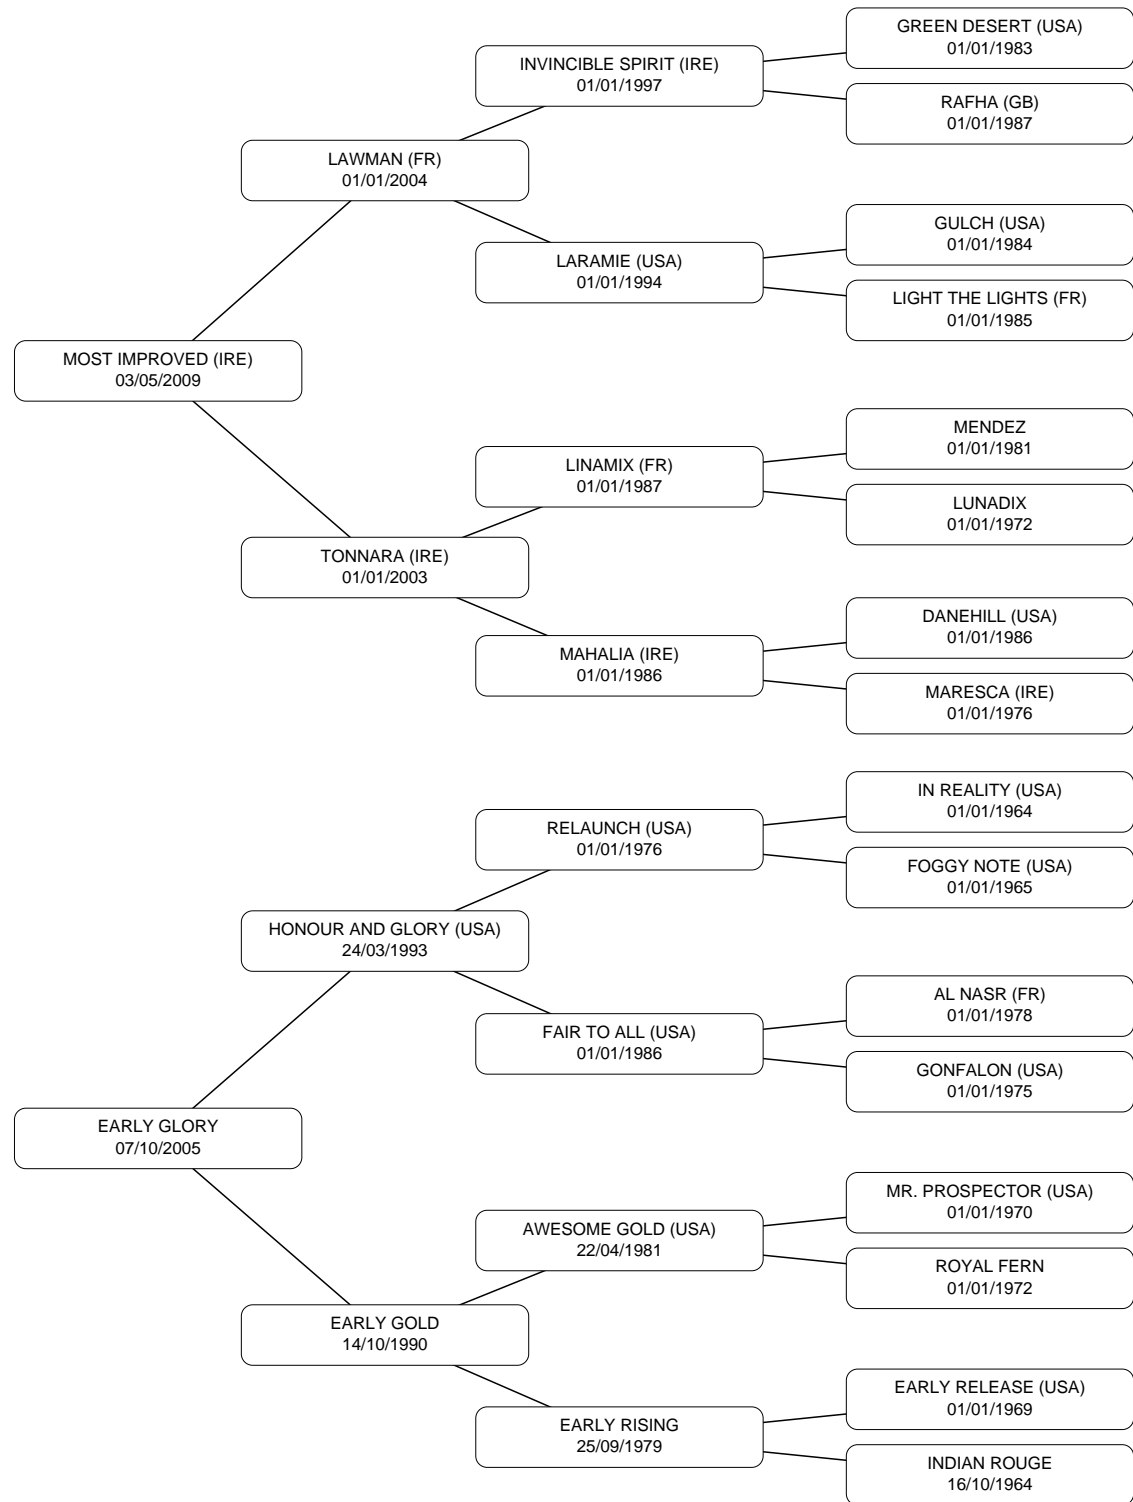 GREEN DESERT (USA)
01/01/1983
INVINCIBLE SPIRIT (IRE)
01/01/1997
RAFHA (GB)
01/01/1987
LAWMAN (FR)
01/01/2004
GULCH (USA)
01/01/1984
LARAMIE (USA)
01/01/1994
LIGHT THE LIGHTS (FR)
01/01/1985
MOST IMPROVED (IRE)
03/05/2009
MENDEZ
01/01/1981
LINAMIX (FR)
01/01/1987
LUNADIX
01/01/1972
TONNARA (IRE)
01/01/2003
DANEHILL (USA)
01/01/1986
MAHALIA (IRE)
01/01/1986
MARESCA (IRE)
01/01/1976
IN REALITY (USA)
01/01/1964
RELAUNCH (USA)
01/01/1976
FOGGY NOTE (USA)
01/01/1965
HONOUR AND GLORY (USA)
24/03/1993
AL NASR (FR)
01/01/1978
FAIR TO ALL (USA)
01/01/1986
GONFALON (USA)
01/01/1975
EARLY GLORY
07/10/2005
MR. PROSPECTOR (USA)
01/01/1970
AWESOME GOLD (USA)
22/04/1981
ROYAL FERN
01/01/1972
EARLY GOLD
14/10/1990
EARLY RELEASE (USA)
01/01/1969
EARLY RISING
25/09/1979
INDIAN ROUGE
16/10/1964